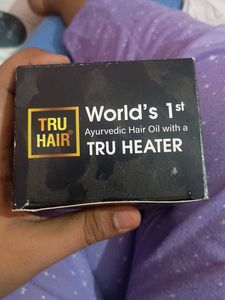 TRU
HAIR®
World's 1st
Ayurvedic Hair Oil with a
TRU HEATER